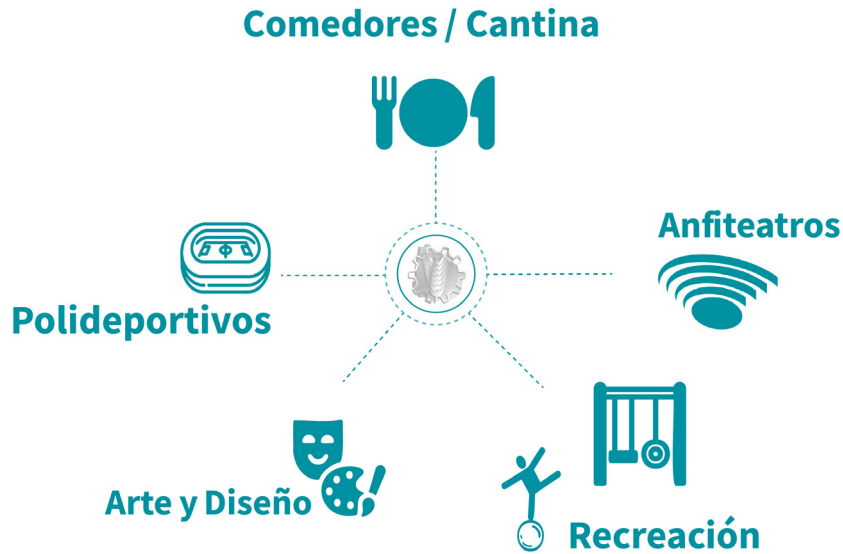 Comedores / Cantina
Anfiteatros
Polideportivos
Arte y Diseño
Recreación